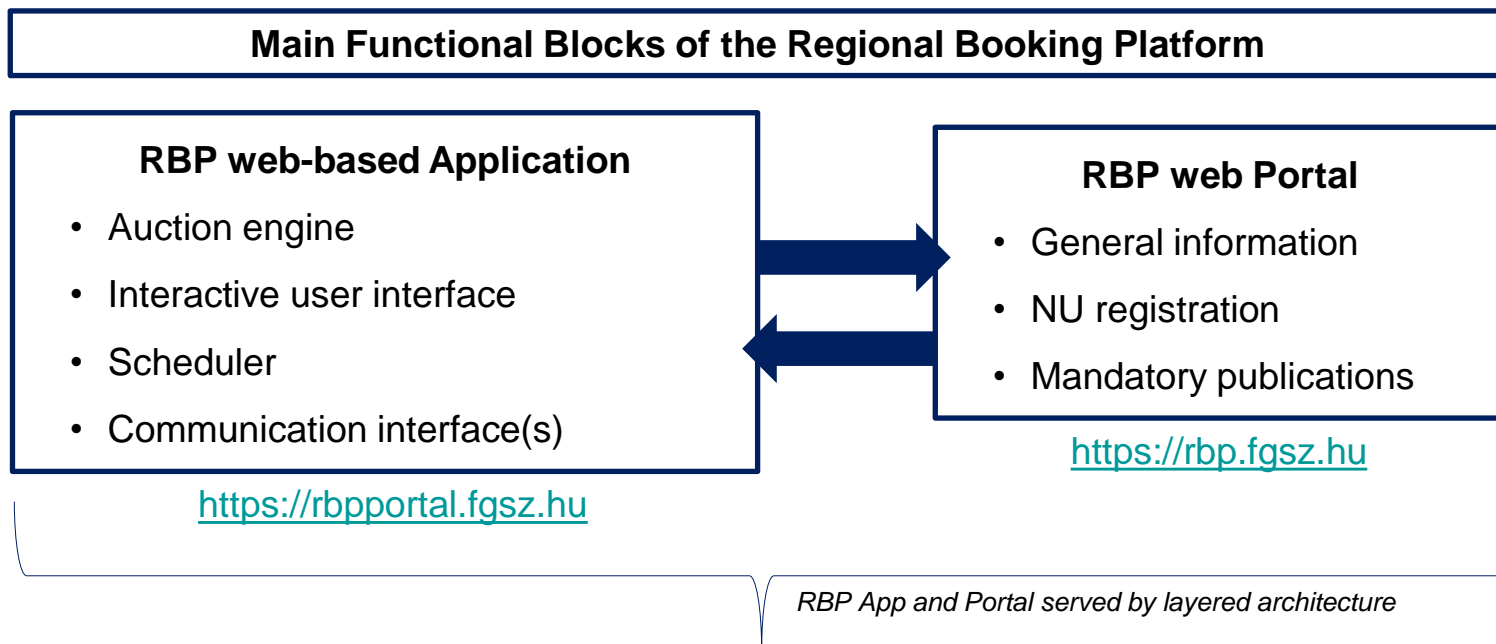 Main Functional Blocks of the Regional Booking Platform
RBP web-based Application
• Auction engine
• Interactive user interface
• Scheduler
• Communication interface(s)
https://rbpportal.fgsz.hu
RBP web Portal
• General information
• NU registration
• Mandatory publications
https://rbp.fgsz.hu
RBP App and Portal served by layered architecture